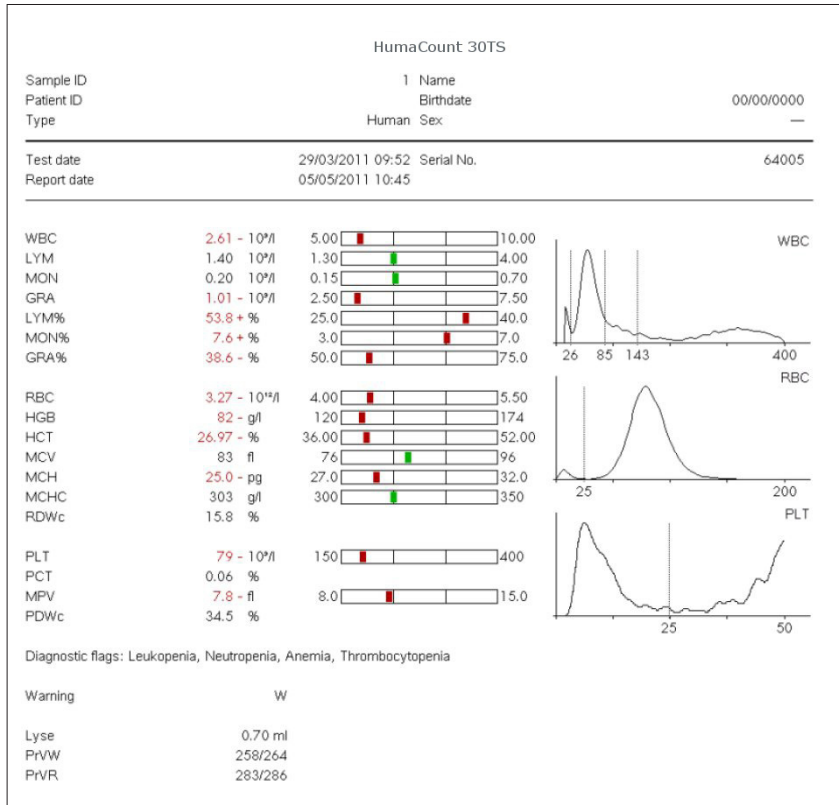 HumaCount 30TS
Sample ID 1 Name
Patient ID Birthdate 00/00/0000
Type Human Sex —
Test date 29/03/2011 09:52 Serial No. 64005
Report date 05/05/2011 10:45
WBC 2.61 - 10⁹/l 5.00 10.00
LYM 1.40 10⁹/l 1.30 4.00
MON 0.20 10⁹/l 0.15 0.70
GRA 1.01 - 10⁹/l 2.50 7.50
LYM% 53.8 + % 25.0 40.0
MON% 7.6 + % 3.0 7.0
GRA% 38.6 - % 50.0 75.0
WBC
26 85 143 400
RBC 3.27 - 10¹²/l 4.00 5.50
HGB 82 - g/l 120 174
HCT 26.97 - % 36.00 52.00
MCV 83 fl 76 96
MCH 25.0 - pg 27.0 32.0
MCHC 303 g/l 300 350
RDWc 15.8 %
RBC
25 200
PLT 79 - 10⁹/l 150 400
PCT 0.06 %
MPV 7.8 - fl 8.0 15.0
PDWc 34.5 %
PLT
25 50
Diagnostic flags: Leukopenia, Neutropenia, Anemia, Thrombocytopenia
Warning W
Lyse 0.70 ml
PrVW 258/264
PrVR 283/286